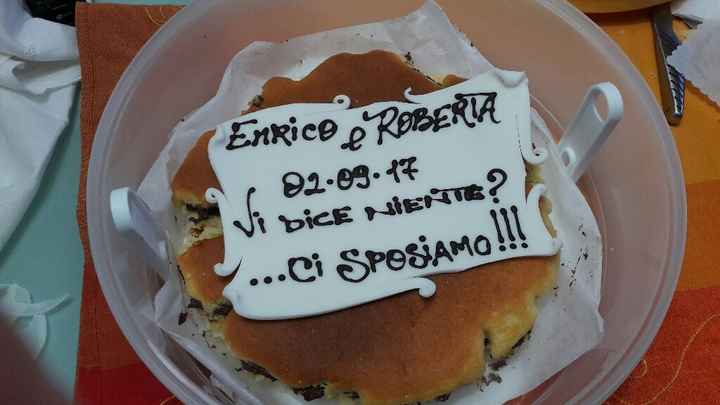 ENRiCO e ROBERTA
02.09.17
Vi DiCE NiENTE?
...Ci SPOSiAMO!!!